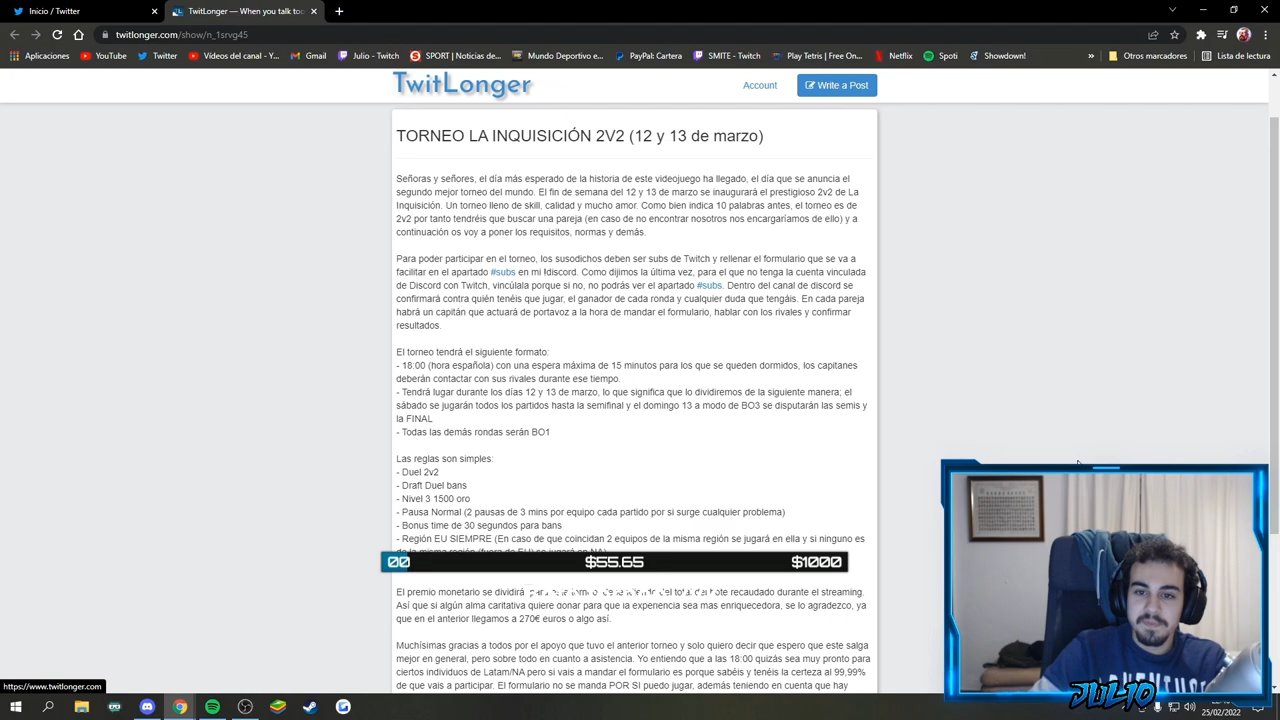 Inicio / Twitter
TwitLonger — When you talk too
twitlonger.com/show/n_1srvg45
Aplicaciones
YouTube
Twitter
Vídeos del canal - Y...
Gmail
Julio - Twitch
SPORT | Noticias de...
Mundo Deportivo -...
PayPal: Cartera
SMITE - Twitch
Play Tetris | Free On...
Netflix
Spoti
Showdown!
»
Otros marcadores
Lista de lectura
TwitLonger
Account
Write a Post
TORNEO LA INQUISICIÓN 2V2 (12 y 13 de marzo)
Señoras y señores, el día más esperado de la historia de este videojuego ha llegado, el día que se anuncia el
segundo mejor torneo del mundo. El fin de semana del 12 y 13 de marzo se inaugurará el prestigioso 2v2 de La
Inquisición. Un torneo lleno de skill, calidad y mucho amor. Como bien indica 10 palabras antes, el torneo es de
2v2 por tanto tendréis que buscar una pareja (en caso de no encontrar nosotros nos encargaríamos de ello) y a
continuación os voy a poner los requisitos, normas y demás.
Para poder participar en el torneo, los susodichos deben ser subs de Twitch y rellenar el formulario que se va a
facilitar en el apartado #subs en mi !discord. Como dijimos la última vez, para el que no tenga la cuenta vinculada
de Discord con Twitch, vincúlala porque si no, no podrás ver el apartado #subs. Dentro del canal de discord se
confirmará contra quién tenéis que jugar, el ganador de cada ronda y cualquier duda que tengáis. En cada pareja
habrá un capitán que actuará de portavoz a la hora de mandar el formulario, hablar con los rivales y confirmar
resultados.
El torneo tendrá el siguiente formato:
- 18:00 (hora española) con una espera máxima de 15 minutos para los que se queden dormidos, los capitanes
deberán contactar con sus rivales durante ese tiempo.
- Tendrá lugar durante los días 12 y 13 de marzo, lo que significa que lo dividiremos de la siguiente manera; el
sábado se jugarán todos los partidos hasta la semifinal y el domingo 13 a modo de BO3 se disputarán las semis y
la FINAL
- Todas las demás rondas serán BO1
Las reglas son simples:
- Duel 2v2
- Draft Duel bans
- Nivel 3 1500 oro
- Pausa Normal (2 pausas de 3 mins por equipo cada partido por si surge cualquier problema)
- Bonus time de 30 segundos para bans
- Región EU SIEMPRE (En caso de que coincidan 2 equipos de la misma región se jugará en ella y si ninguno es
de la misma región (fuera de EU) se jugará en NA)
00 $55.65 $1000
El premio monetario se dividirá del total del bote recaudado durante el streaming.
Así que si algún alma caritativa quiere donar para que la experiencia sea mas enriquecedora, se lo agradezco, ya
que en el anterior llegamos a 270€ euros o algo así.
Muchísimas gracias a todos por el apoyo que tuvo el anterior torneo y solo quiero decir que espero que este salga
mejor en general, pero sobre todo en cuanto a asistencia. Yo entiendo que a las 18:00 quizás sea muy pronto para
ciertos individuos de Latam/NA pero si vais a mandar el formulario es porque sabéis y tenéis la certeza al 99,99%
de que vais a participar. El formulario no se manda POR SI puedo jugar, además teniendo en cuenta que hay
https://www.twitlonger.com
JUL10
25/02/2022